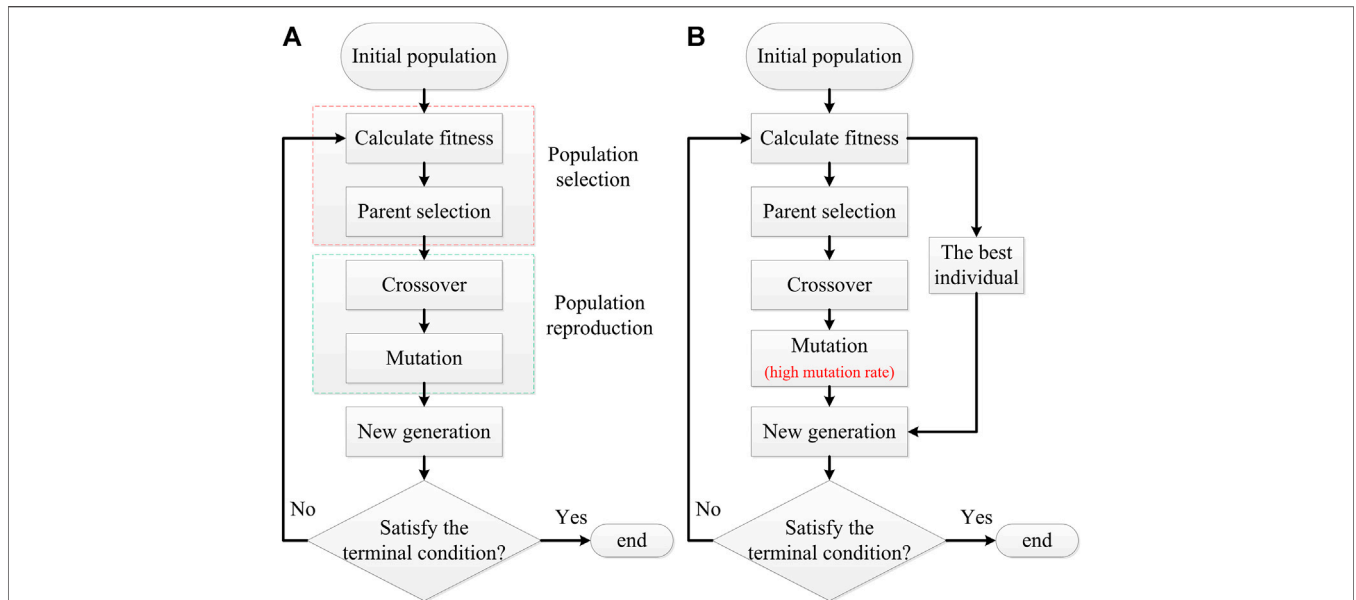 A
Initial population
Calculate fitness
Population
selection
Parent selection
Crossover
Population
reproduction
Mutation
New generation
No
Satisfy the
terminal condition?
Yes
end
B
Initial population
Calculate fitness
Parent selection
The best
individual
Crossover
Mutation
(high mutation rate)
New generation
No
Satisfy the
terminal condition?
Yes
end